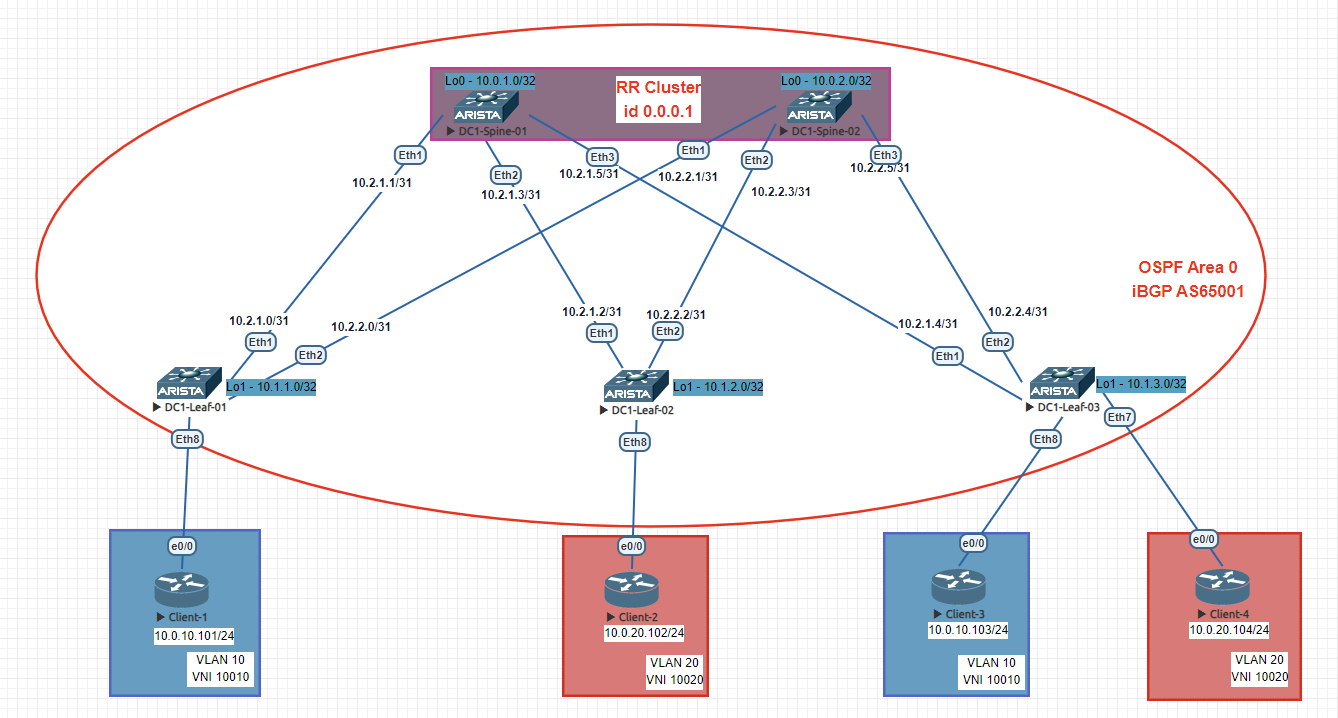 Lo0 - 10.0.1.0/32
Lo0 - 10.0.2.0/32
RR Cluster
id 0.0.0.1
ARISTA
ARISTA
DC1-Spine-01
DC1-Spine-02
Eth1
Eth2
Eth3
Eth1
Eth2
Eth3
10.2.1.1/31
10.2.1.3/31
10.2.1.5/31
10.2.2.1/31
10.2.2.3/31
10.2.2.5/31
OSPF Area 0
iBGP AS65001
10.2.1.0/31
10.2.2.0/31
10.2.1.2/31
10.2.2.2/31
10.2.1.4/31
10.2.2.4/31
Eth1
Eth2
Eth1
Eth2
Eth1
Eth2
ARISTA
Lo1 - 10.1.1.0/32
DC1-Leaf-01
ARISTA
Lo1 - 10.1.2.0/32
DC1-Leaf-02
ARISTA
Lo1 - 10.1.3.0/32
DC1-Leaf-03
Eth8
Eth8
Eth8
Eth7
e0/0
Client-1
10.0.10.101/24
VLAN 10
VNI 10010
e0/0
Client-2
10.0.20.102/24
VLAN 20
VNI 10020
e0/0
Client-3
10.0.10.103/24
VLAN 10
VNI 10010
e0/0
Client-4
10.0.20.104/24
VLAN 20
VNI 10020